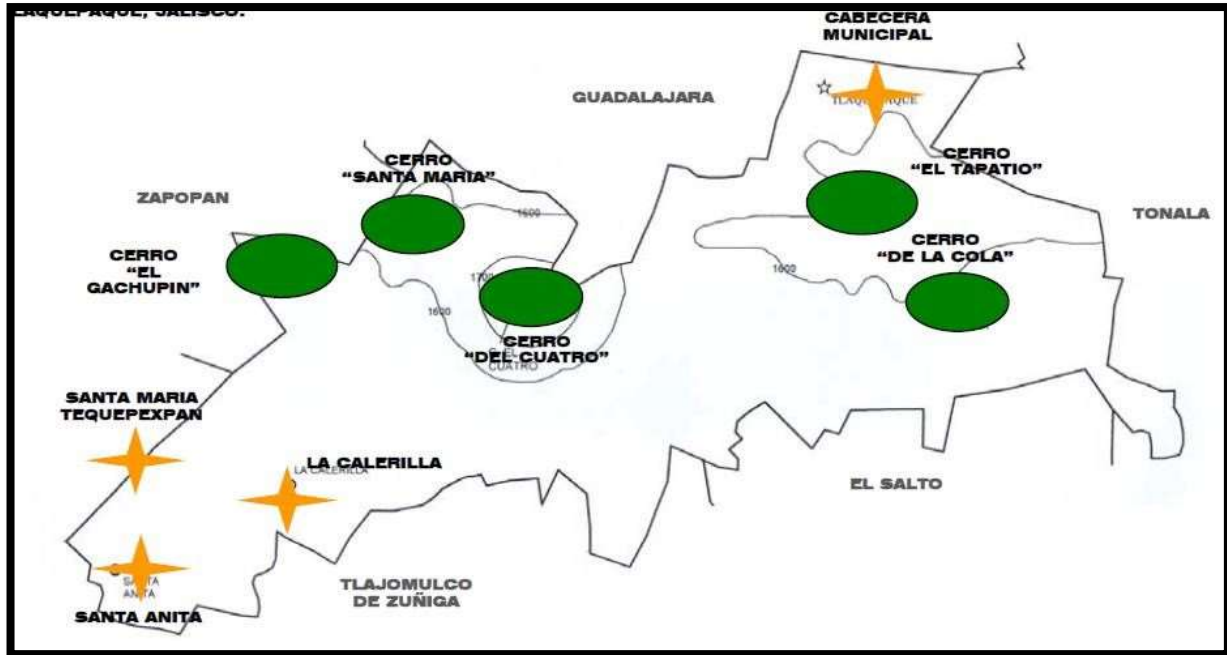 TLAQUEPAQUE, JALISCO.
CABECERA
MUNICIPAL
GUADALAJARA
CERRO
“EL TAPATIO”
CERRO
“SANTA MARIA”
ZAPOPAN
1600
TONALA
CERRO
“DE LA COLA”
CERRO
“EL
GACHUPIN”
1600
1700
1600
CERRO
“DEL CUATRO”
EL
CUATRO
SANTA MARIA
TEQUEPEXPAN
LA CALERILLA
LA CALERILLA
EL SALTO
TLAJOMULCO
DE ZUÑIGA
SANTA
ANITA
SANTA ANITA